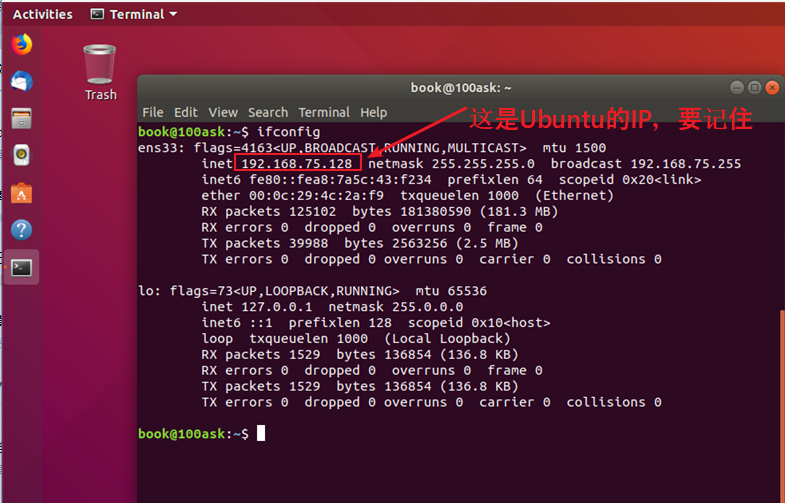 Activities Terminal
Trash
book@100ask: ~
File Edit View Search Terminal Help
这是Ubuntu的IP，要记住
book@100ask:~$ ifconfig
ens33: flags=4163<UP,BROADCAST,RUNNING,MULTICAST>  mtu 1500
inet 192.168.75.128  netmask 255.255.255.0  broadcast 192.168.75.255
inet6 fe80::fea8:7a5c:43:f234  prefixlen 64  scopeid 0x20<link>
ether 00:0c:29:4c:2a:f9  txqueuelen 1000  (Ethernet)
RX packets 125102  bytes 181380590 (181.3 MB)
RX errors 0  dropped 0  overruns 0  frame 0
TX packets 39988  bytes 2563256 (2.5 MB)
TX errors 0  dropped 0 overruns 0  carrier 0  collisions 0
lo: flags=73<UP,LOOPBACK,RUNNING>  mtu 65536
inet 127.0.0.1  netmask 255.0.0.0
inet6 ::1  prefixlen 128  scopeid 0x10<host>
loop  txqueuelen 1000  (Local Loopback)
RX packets 1529  bytes 136854 (136.8 KB)
RX errors 0  dropped 0  overruns 0  frame 0
TX packets 1529  bytes 136854 (136.8 KB)
TX errors 0  dropped 0 overruns 0  carrier 0  collisions 0
book@100ask:~$